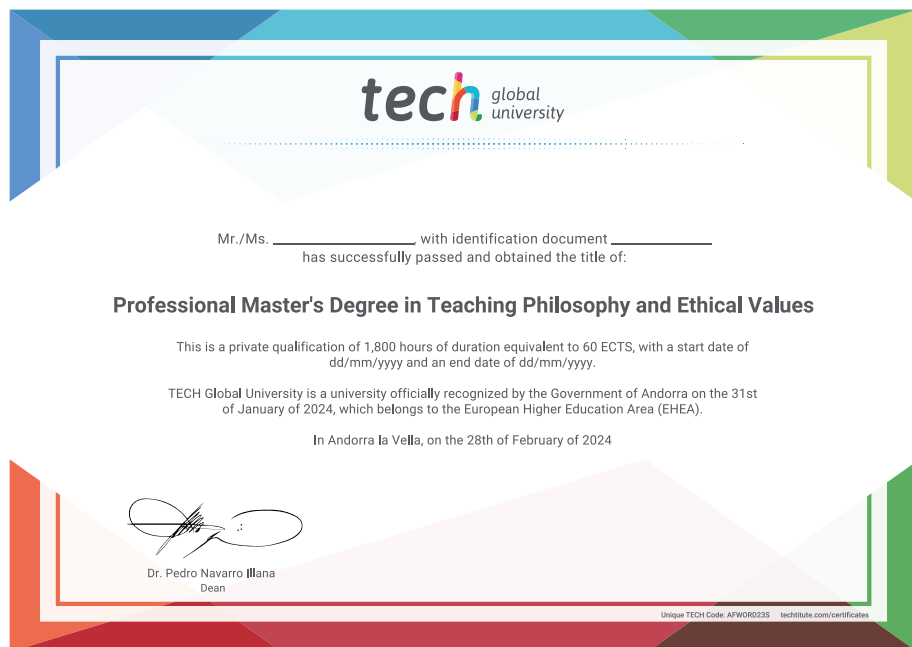 tech global university
Mr./Ms. ____________, with identification document ____________
has successfully passed and obtained the title of:
Professional Master's Degree in Teaching Philosophy and Ethical Values
This is a private qualification of 1,800 hours of duration equivalent to 60 ECTS, with a start date of
dd/mm/yyyy and an end date of dd/mm/yyyy.
TECH Global University is a university officially recognized by the Government of Andorra on the 31st
of January of 2024, which belongs to the European Higher Education Area (EHEA).
In Andorra la Vella, on the 28th of February of 2024
Dr. Pedro Navarro Illana
Dean
Unique TECH Code: AFWORD23S techtitute.com/certificates